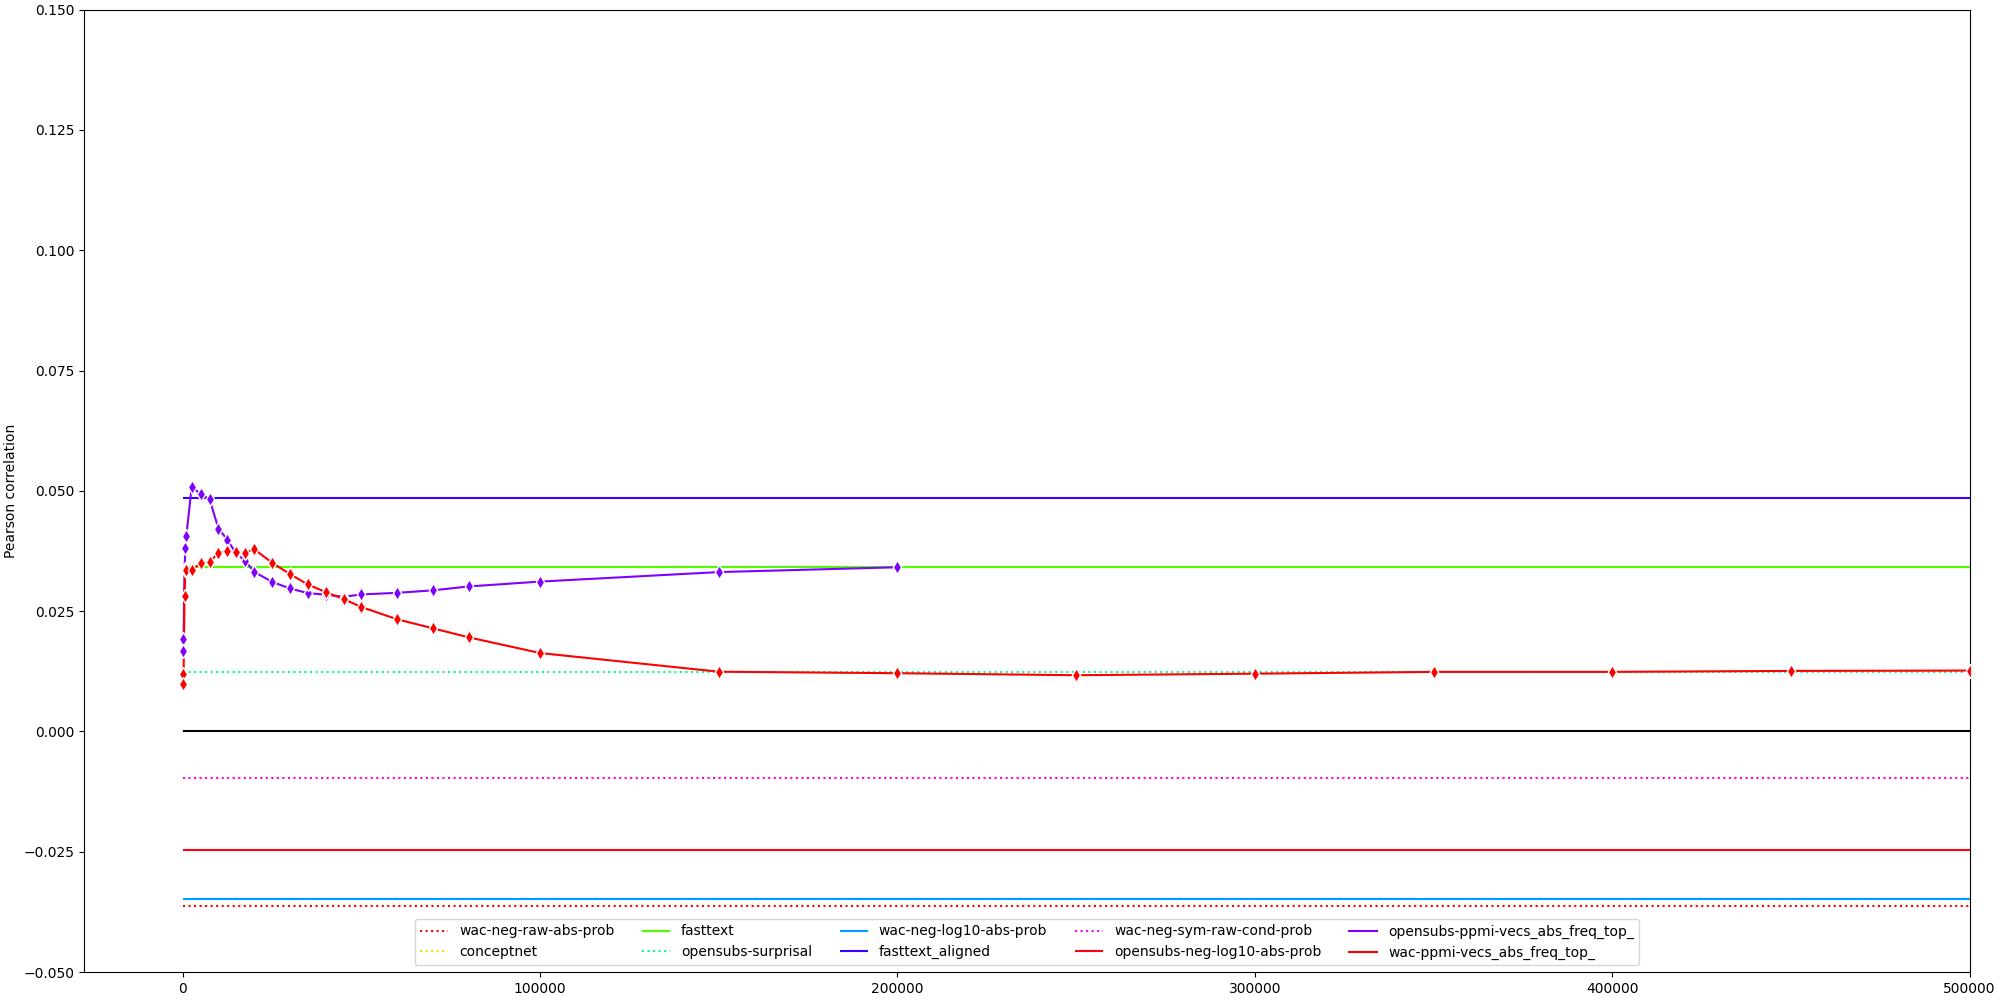 0.150
0.125
0.100
0.075
0.050
0.025
0.000
−0.025
−0.050
Pearson correlation
wac-neg-raw-abs-prob
conceptnet
fasttext
opensubs-surprisal
wac-neg-log10-abs-prob
fasttext_aligned
wac-neg-sym-raw-cond-prob
opensubs-neg-log10-abs-prob
opensubs-ppmi-vecs_abs_freq_top_
wac-ppmi-vecs_abs_freq_top_
0 100000 200000 300000 400000 500000